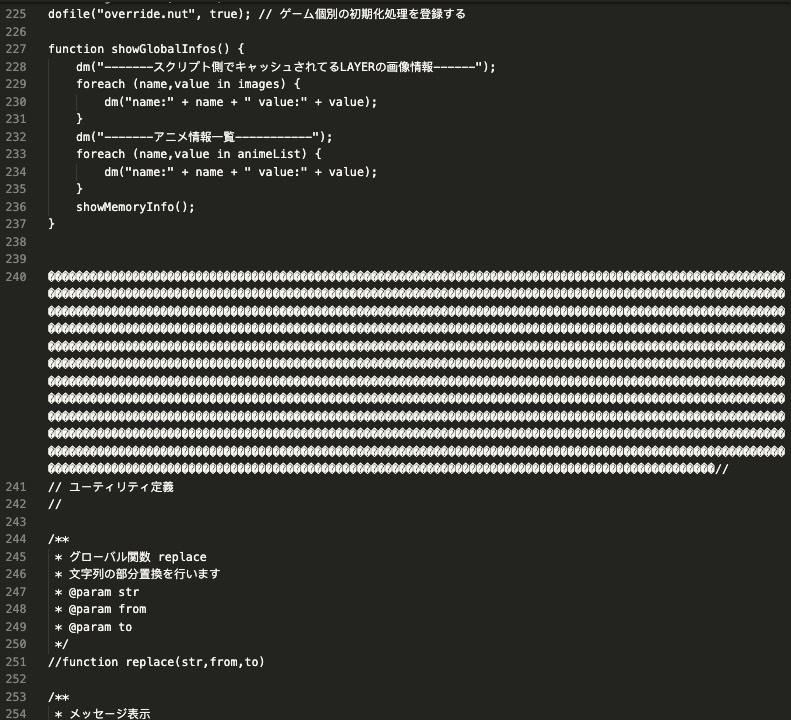 225 dofile("override.nut", true); // ゲーム個別の初期化処理を登録する
226
227 function showGlobalInfos() {
228     dm("-------スクリプト側でキャッシュされてるLAYERの画像情報------");
229     foreach (name,value in images) {
230         dm("name:" + name + " value:" + value);
231     }
232     dm("-------アニメ情報一覧-----------");
233     foreach (name,value in animeList) {
234         dm("name:" + name + " value:" + value);
235     }
236     showMemoryInfo();
237 }
238
239
240
//
241 // ユーティリティ定義
242 //
243
244 /**
245  * グローバル関数 replace
246  * 文字列の部分置換を行います
247  * @param str
248  * @param from
249  * @param to
250  */
251 //function replace(str,from,to)
252
253 /**
254  * メッセージ表示